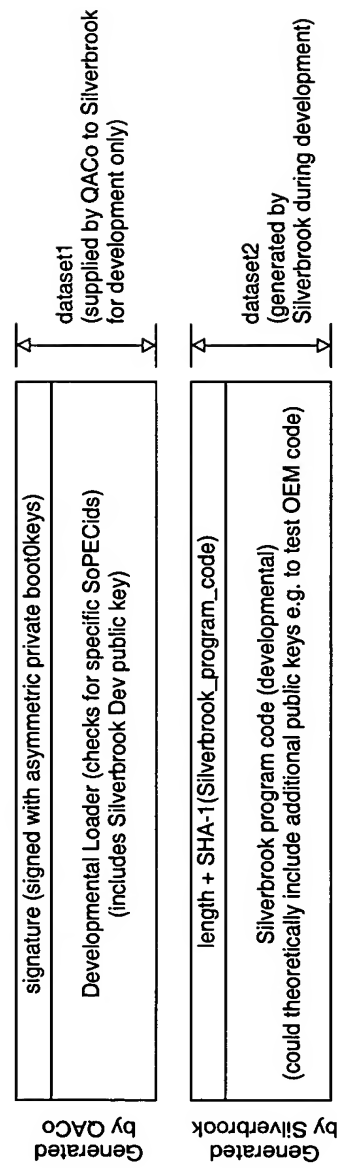 Generated
by QACo
signature (signed with asymmetric private boot0keys)
Developmental Loader (checks for specific SoPECids)
(includes Silverbrook Dev public key)
dataset1
(supplied by QACo to Silverbrook
for development only)
Generated
by Silverbrook
length + SHA-1(Silverbrook_program_code)
Silverbrook program code (developmental)
(could theoretically include additional public keys e.g. to test OEM code)
dataset2
(generated by
Silverbrook during development)